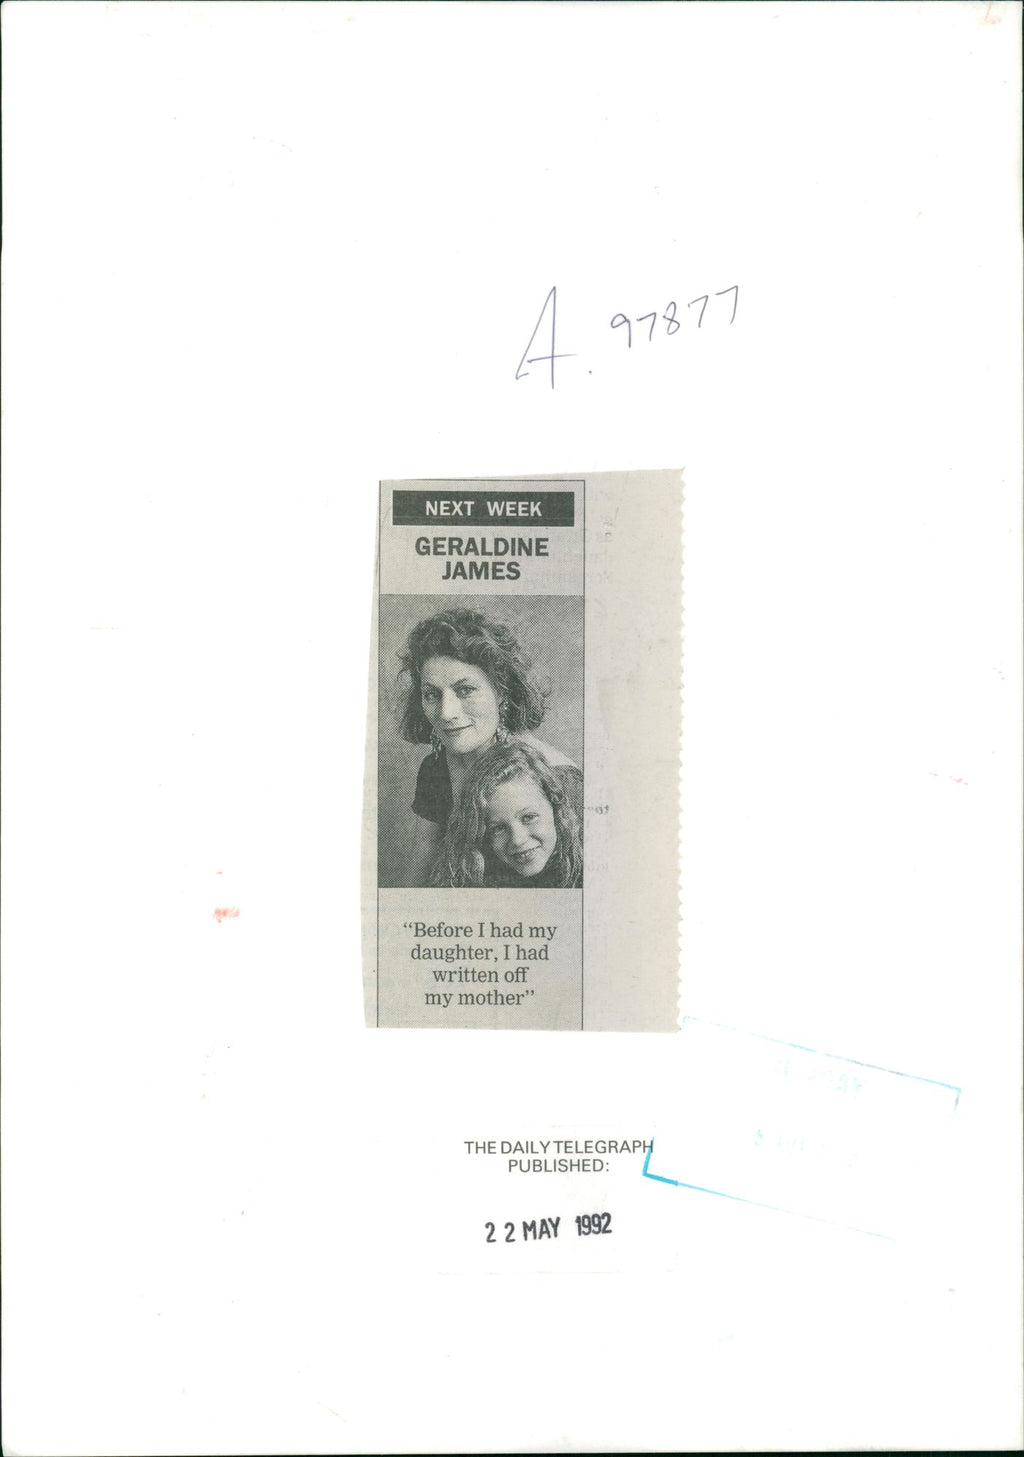 A. 97877
NEXT WEEK
GERALDINE
JAMES
“Before I had my
daughter, I had
written off
my mother”
THE DAILY TELEGRAPH
PUBLISHED:
22 MAY 1992